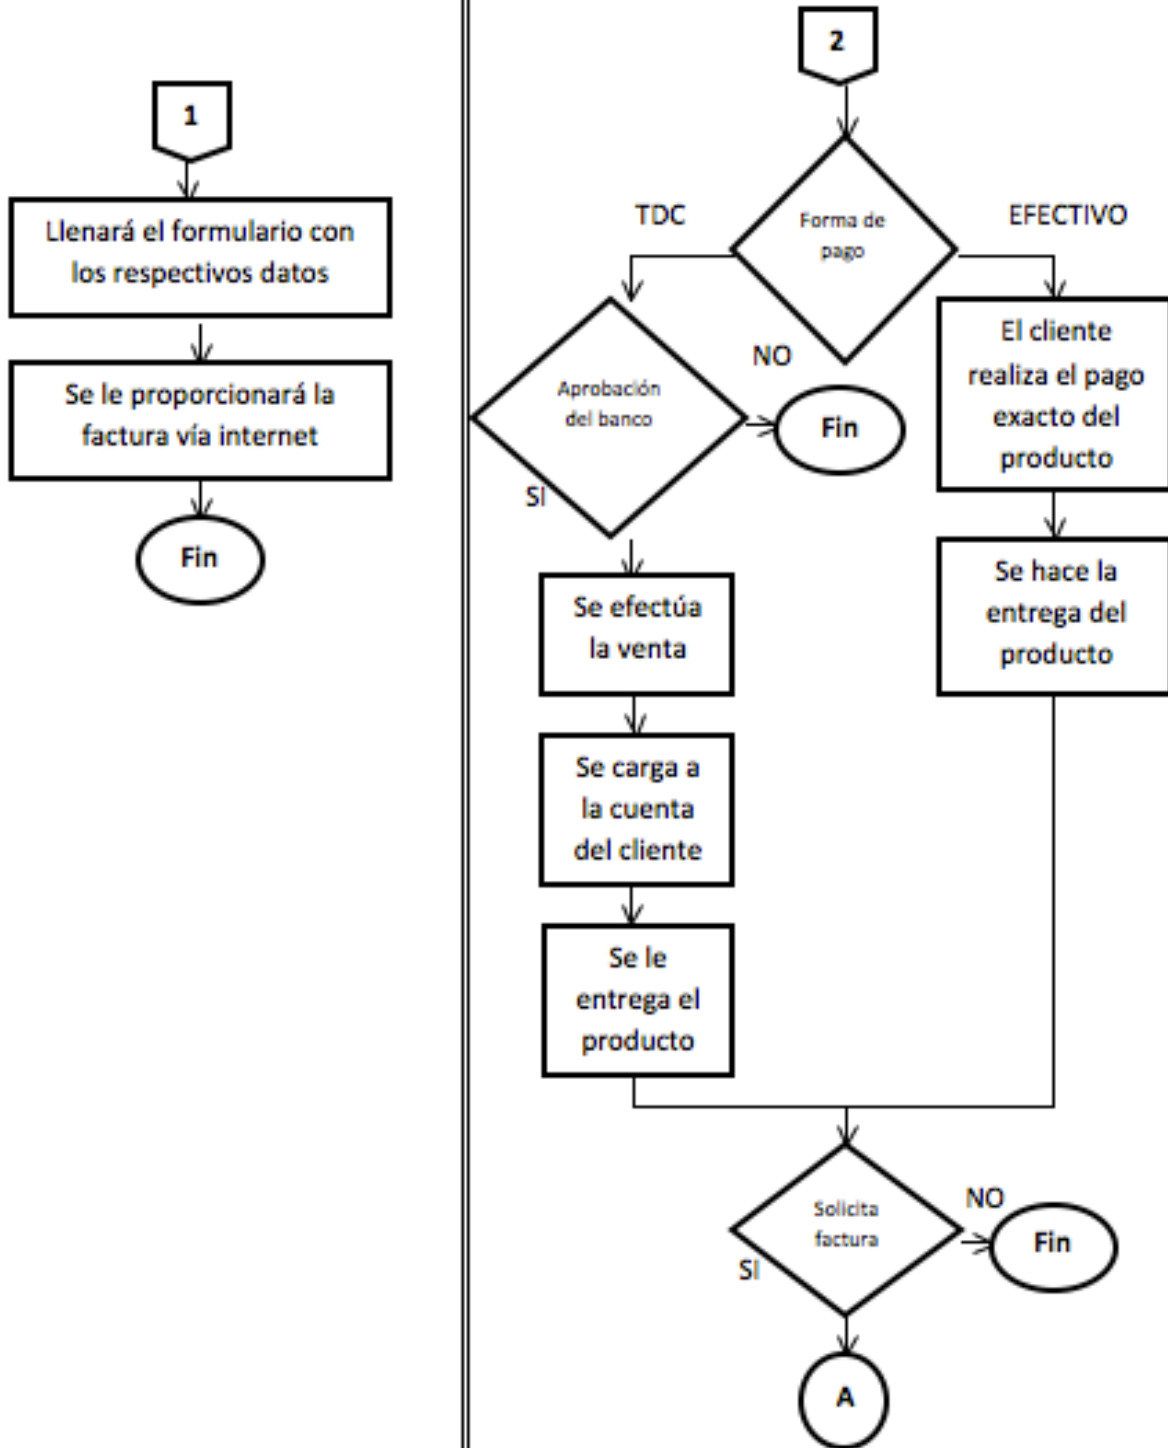 1
Llenará el formulario con
los respectivos datos
Se le proporcionará la
factura vía internet
Fin
2
Forma de
pago
TDC
EFECTIVO
Aprobación
del banco
NO
Fin
SI
El cliente
realiza el pago
exacto del
producto
Se hace la
entrega del
producto
Se efectúa
la venta
Se carga a
la cuenta
del cliente
Se le
entrega el
producto
Solicita
factura
NO
Fin
SI
A